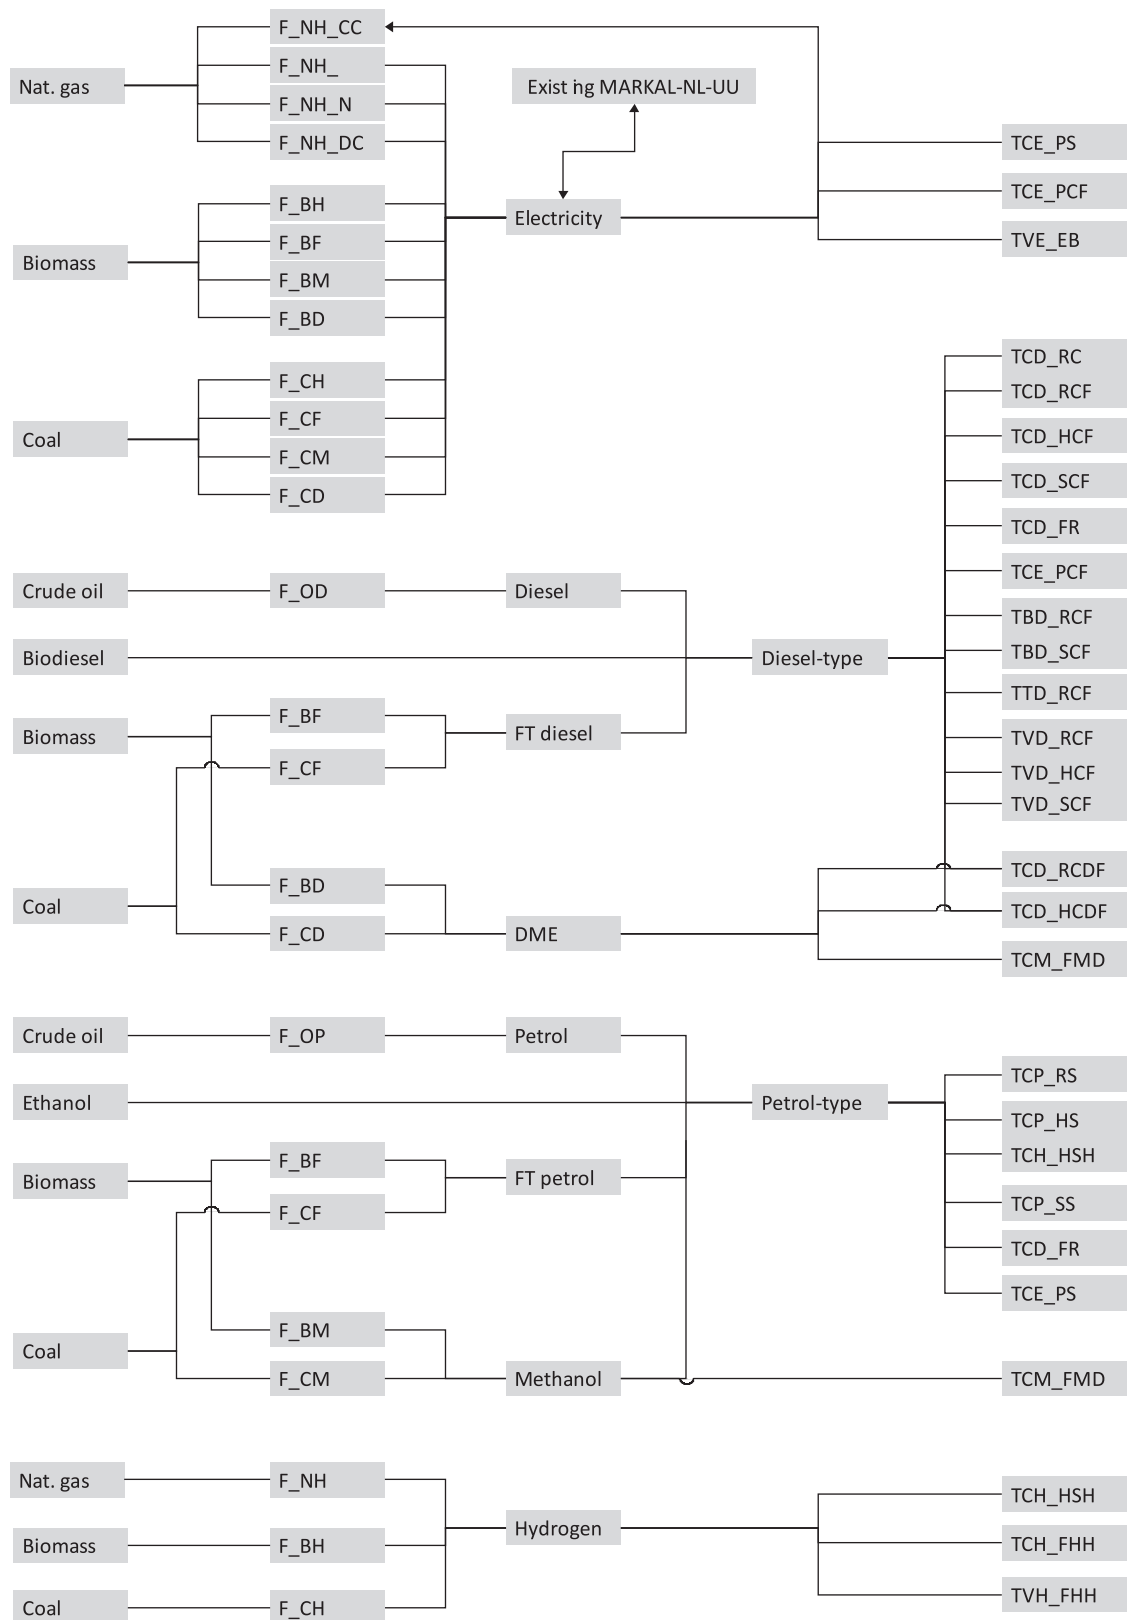 F_NH_CC
F_NH_
Nat. gas
Existing MARKAL-NL-UU
F_NH_N
F_NH_DC
TCE_PS
TCE_PCF
F_BH
Electricity
F_BF
TVE_EB
Biomass
F_BM
F_BD
TCD_RC
F_CH
TCD_RCF
F_CF
TCD_HCF
Coal
F_CM
TCD_SCF
F_CD
TCD_FR
TCE_PCF
Crude oil
F_OD
Diesel
TBD_RCF
TBD_SCF
Biodiesel
Diesel-type
TTD_RCF
F_BF
Biomass
FT diesel
TVD_RCF
F_CF
TVD_HCF
TVD_SCF
TCD_RCDF
F_BD
Coal
TCD_HCDF
F_CD
DME
TCM_FMD
Crude oil
F_OP
Petrol
TCP_RS
Ethanol
Petrol-type
TCP_HS
F_BF
TCH_HSH
Biomass
FT petrol
F_CF
TCP_SS
TCD_FR
TCE_PS
F_BM
Coal
F_CM
Methanol
TCM_FMD
Nat. gas
F_NH
TCH_HSH
Hydrogen
Biomass
F_BH
TCH_FHH
TVH_FHH
Coal
F_CH